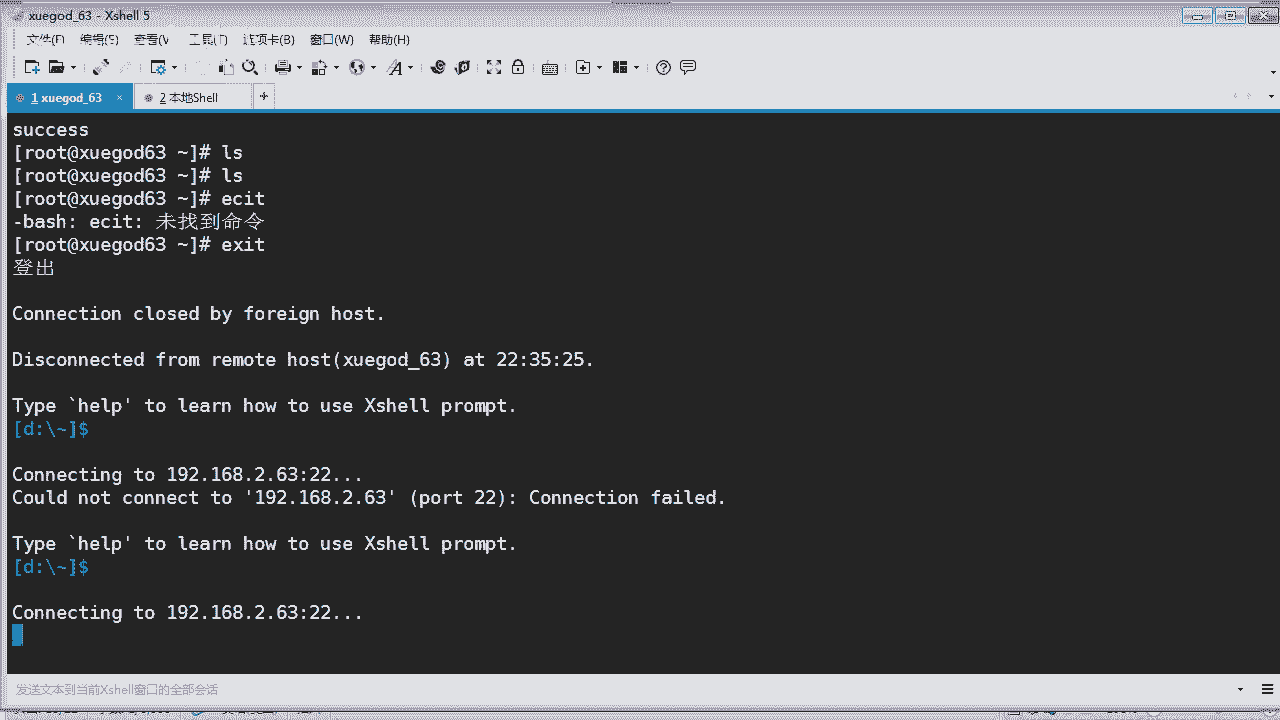 xuegod_63 - Xshell 5
文件(F) 编辑(E) 查看(V) 工具(T) 选项卡(B) 窗口(W) 帮助(H)
1 xuegod_63 × 2 本地Shell +
success
[root@xuegod63 ~]# ls
[root@xuegod63 ~]# ls
[root@xuegod63 ~]# ecit
-bash: ecit: 未找到命令
[root@xuegod63 ~]# exit
登出
Connection closed by foreign host.
Disconnected from remote host(xuegod_63) at 22:35:25.
Type `help' to learn how to use Xshell prompt.
[d:\~]$
Connecting to 192.168.2.63:22...
Could not connect to '192.168.2.63' (port 22): Connection failed.
Type `help' to learn how to use Xshell prompt.
[d:\~]$
Connecting to 192.168.2.63:22...
发送文本到当前Xshell窗口的全部会话